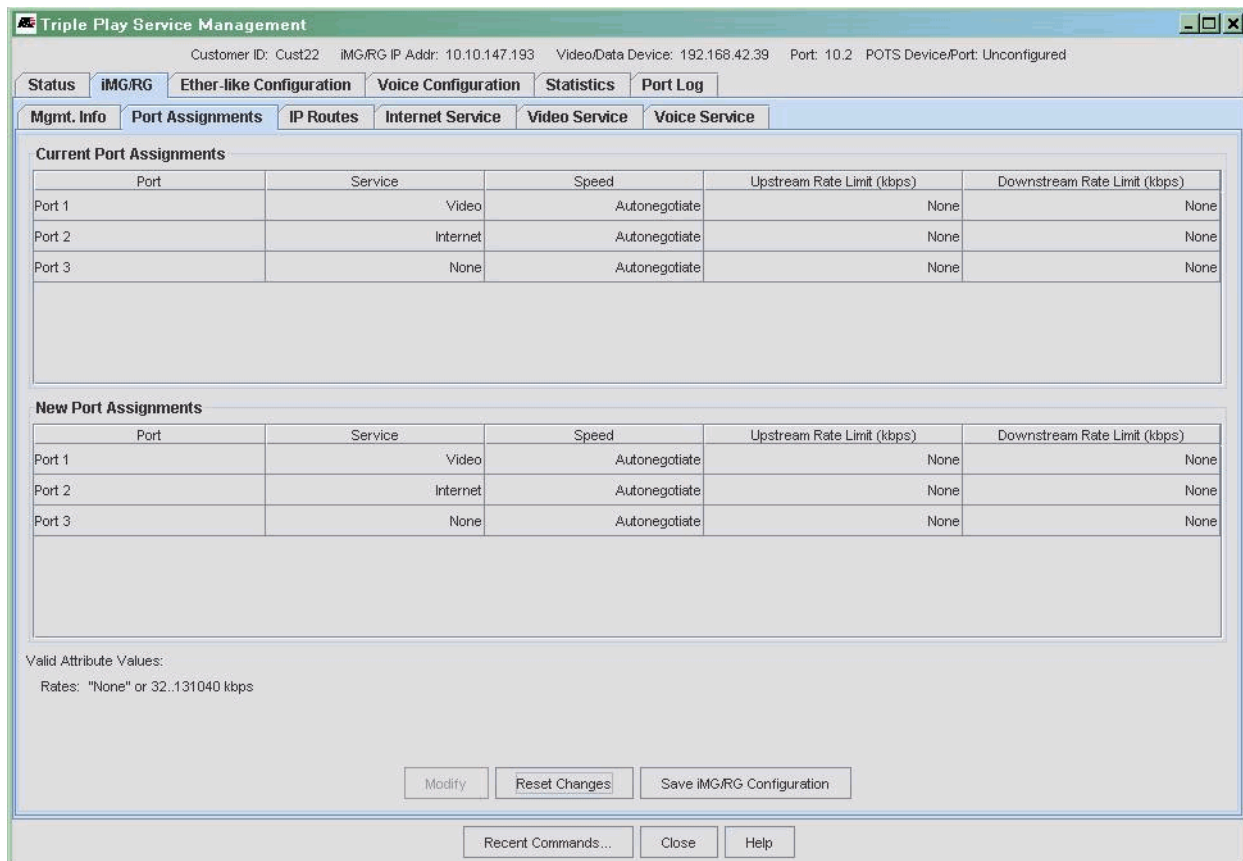 Triple Play Service Management
Customer ID: Cust22 iMG/RG IP Addr: 10.10.147.193 Video/Data Device: 192.168.42.39 Port: 10.2 POTS Device/Port: Unconfigured
Status iMG/RG Ether-like Configuration Voice Configuration Statistics Port Log
Mgmt. Info Port Assignments IP Routes Internet Service Video Service Voice Service
Current Port Assignments
Port Service Speed Upstream Rate Limit (kbps) Downstream Rate Limit (kbps)
Port 1 Video Autonegotiate None None
Port 2 Internet Autonegotiate None None
Port 3 None Autonegotiate None None
New Port Assignments
Port Service Speed Upstream Rate Limit (kbps) Downstream Rate Limit (kbps)
Port 1 Video Autonegotiate None None
Port 2 Internet Autonegotiate None None
Port 3 None Autonegotiate None None
Valid Attribute Values:
Rates: "None" or 32..131040 kbps
Modify Reset Changes Save iMG/RG Configuration
Recent Commands... Close Help